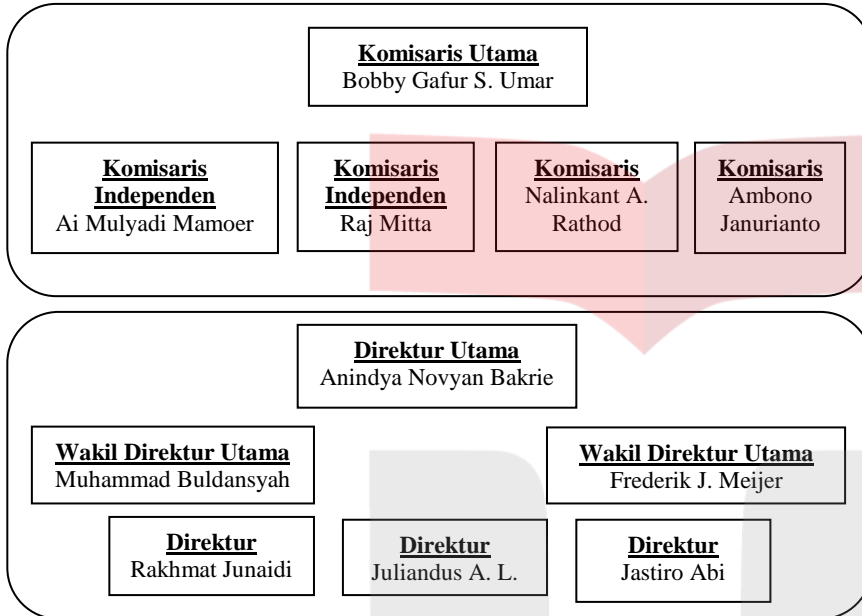 Komisaris Utama
Bobby Gafur S. Umar
Komisaris
Independen
Ai Mulyadi Mamoer
Komisaris
Independen
Raj Mitta
Komisaris
Nalinkant A.
Rathod
Komisaris
Ambono
Janurianto
Direktur Utama
Anindya Novyan Bakrie
Wakil Direktur Utama
Muhammad Buldansyah
Wakil Direktur Utama
Frederik J. Meijer
Direktur
Rakhmat Junaidi
Direktur
Juliandus A. L.
Direktur
Jastiro Abi